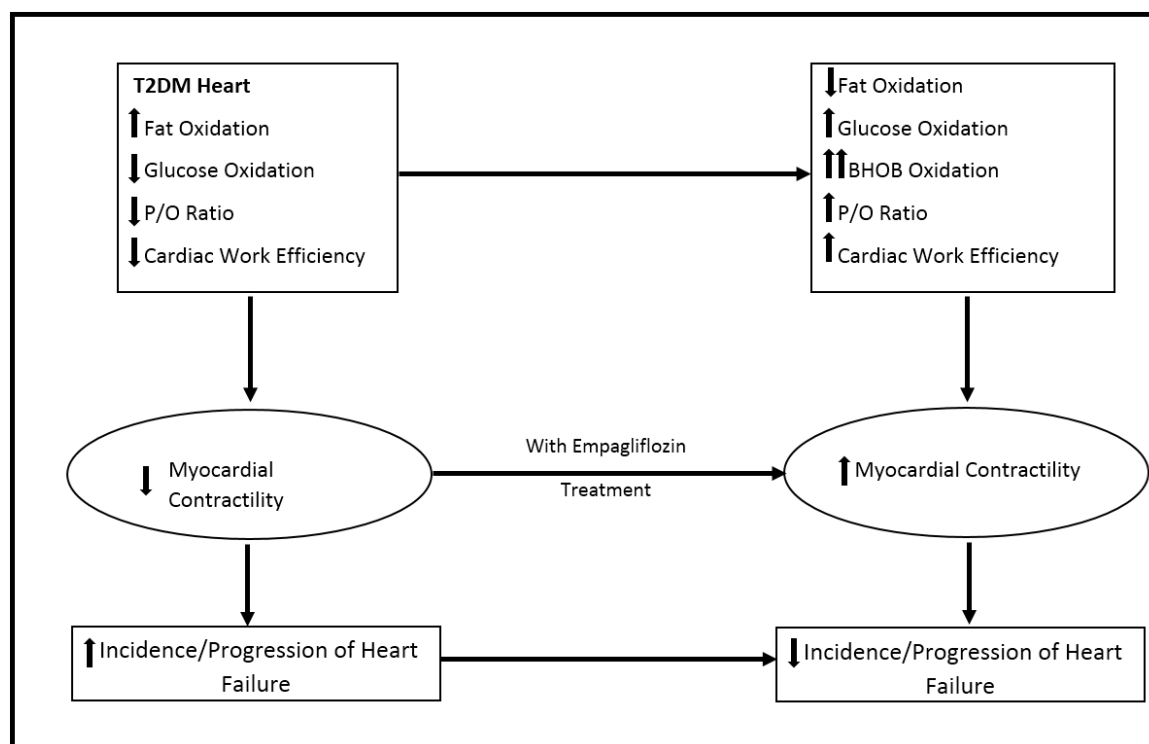 T2DM Heart
Fat Oxidation
Glucose Oxidation
P/O Ratio
Cardiac Work Efficiency
Fat Oxidation
Glucose Oxidation
BHOB Oxidation
P/O Ratio
Cardiac Work Efficiency
Myocardial
Contractility
With Empagliflozin
Treatment
Myocardial Contractility
Incidence/Progression of Heart
Failure
Incidence/Progression of Heart
Failure